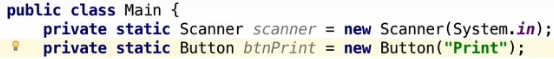 public class Main {
private static Scanner scanner = new Scanner(System.in);
private static Button btnPrint = new Button("Print");